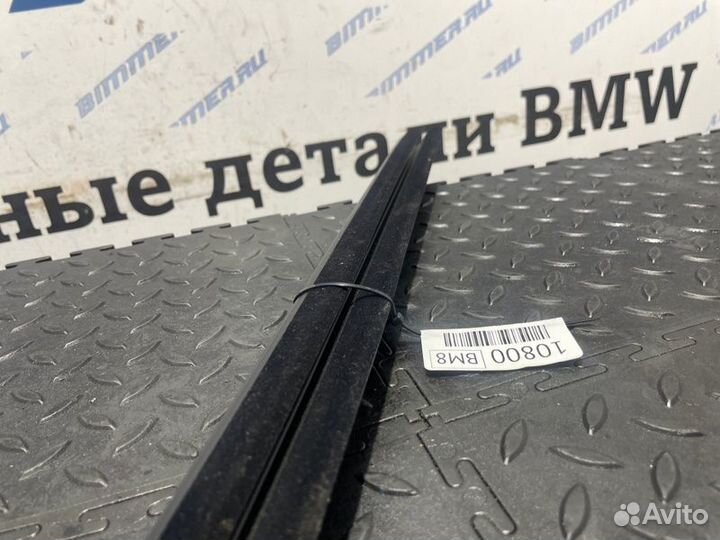 BIMMER.RU
BIMMER.RU
BIMMER.RU
BIMMER.RU
ные детали BMW
10800
BM8
Avito